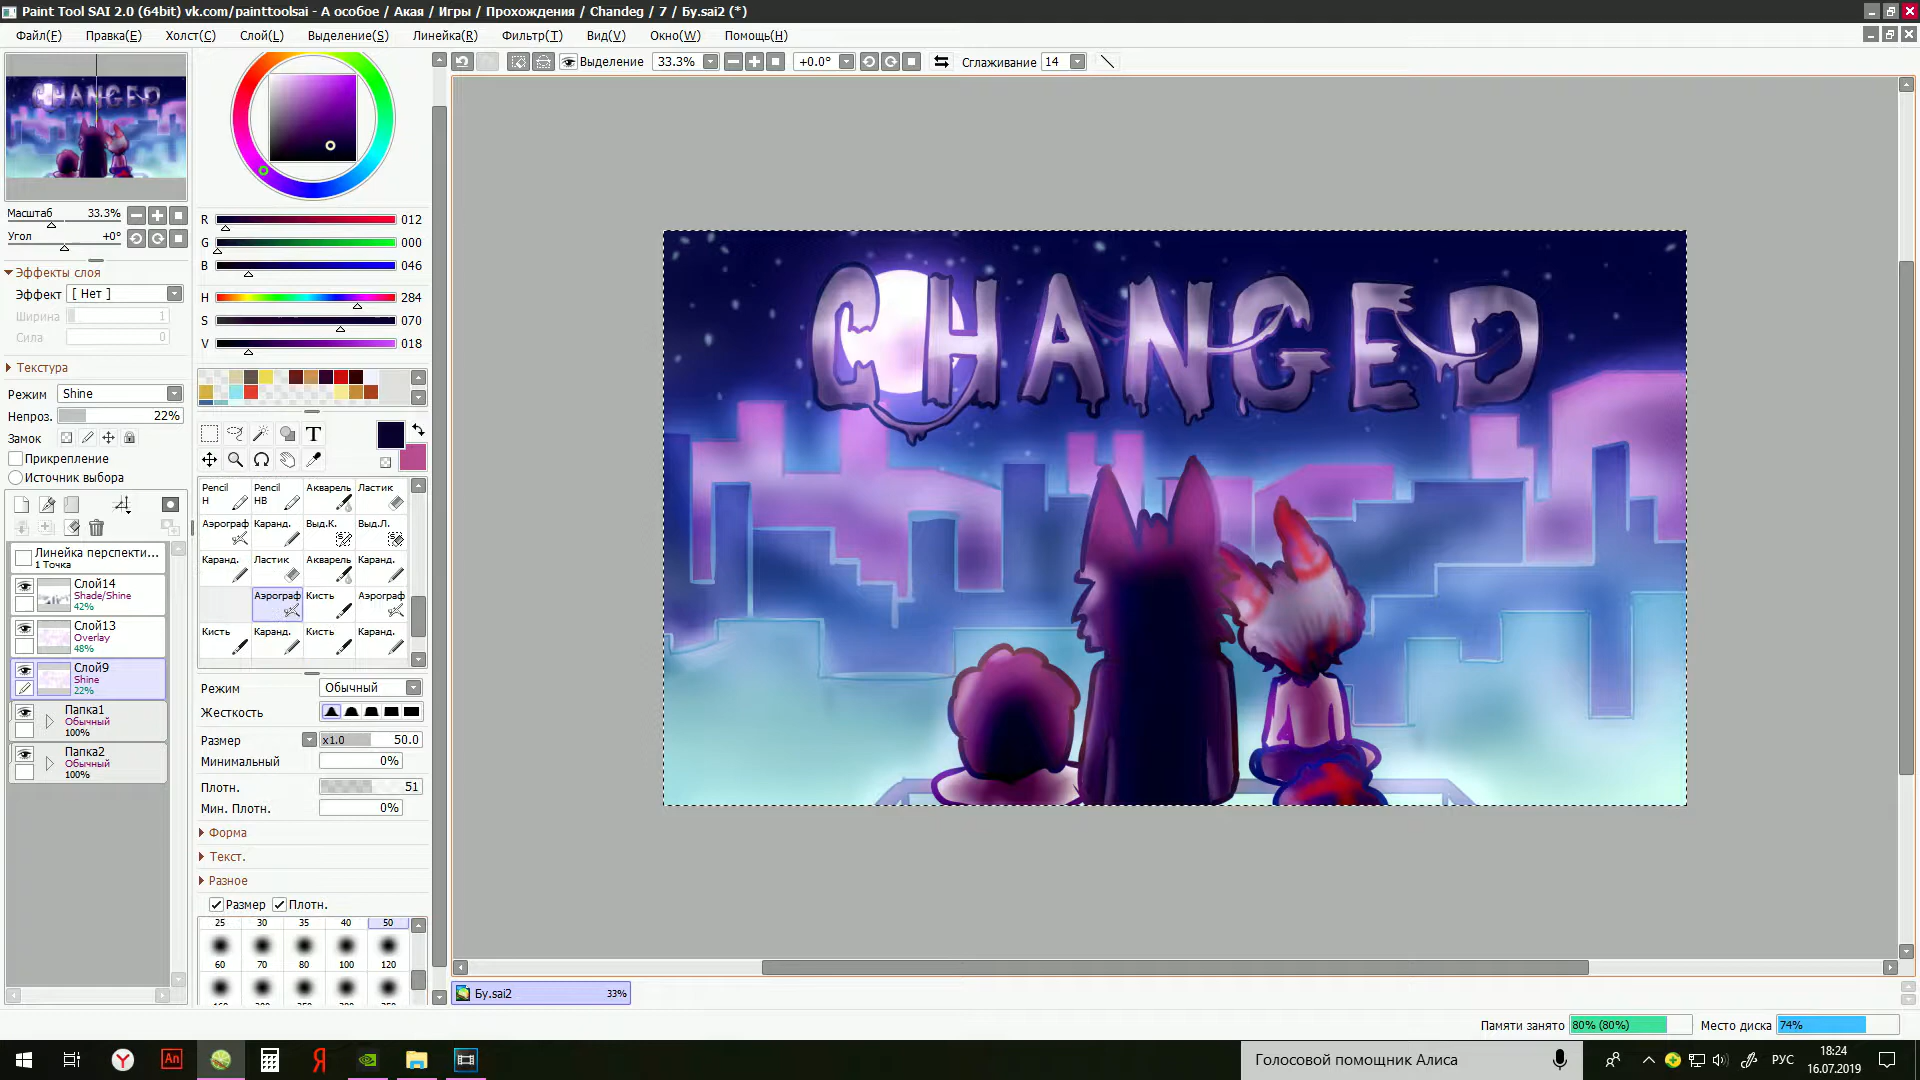 Paint Tool SAI 2.0 (64bit) vk.com/painttoolsai - А особое / Акая / Игры / Прохождения / Chandeg / 7 / Бу.sai2 (*)
Файл(F) Правка(E) Холст(C) Слой(L) Выделение(S) Линейка(R) Фильтр(T) Вид(V) Окно(W) Помощь(H)
Выделение 33.3% +0.0° Сглаживание 14
CHANGED
Масштаб 33.3%
Угол +0°
Эффекты слоя
Эффект [ Нет ]
Ширина 1
Сила 0
Текстура
Режим Shine
Непроз. 22%
Замок
Прикрепление
Источник выбора
Линейка перспекти...
1 Точка
Слой14
Shade/Shine
42%
Слой13
Overlay
48%
Слой9
Shine
22%
Папка1
Обычный
100%
Папка2
Обычный
100%
R 012
G 000
B 046
H 284
S 070
V 018
T
Pencil H Pencil HB Акварель Ластик
Аэрограф Каранд. Выд.К. Выд.Л.
Каранд. Ластик Акварель Каранд.
Аэрограф Кисть Аэрограф
Кисть Каранд. Кисть Каранд.
Режим Обычный
Жесткость
Размер x1.0 50.0
Минимальный 0%
Плотн. 51
Мин. Плотн. 0%
Форма
Текст.
Разное
Размер Плотн.
25 30 35 40 50
60 70 80 100 120
Бу.sai2 33%
Памяти занято 80% (80%) Место диска 74%
Y An Я Голосовой помощник Алиса РУС 18:24
16.07.2019